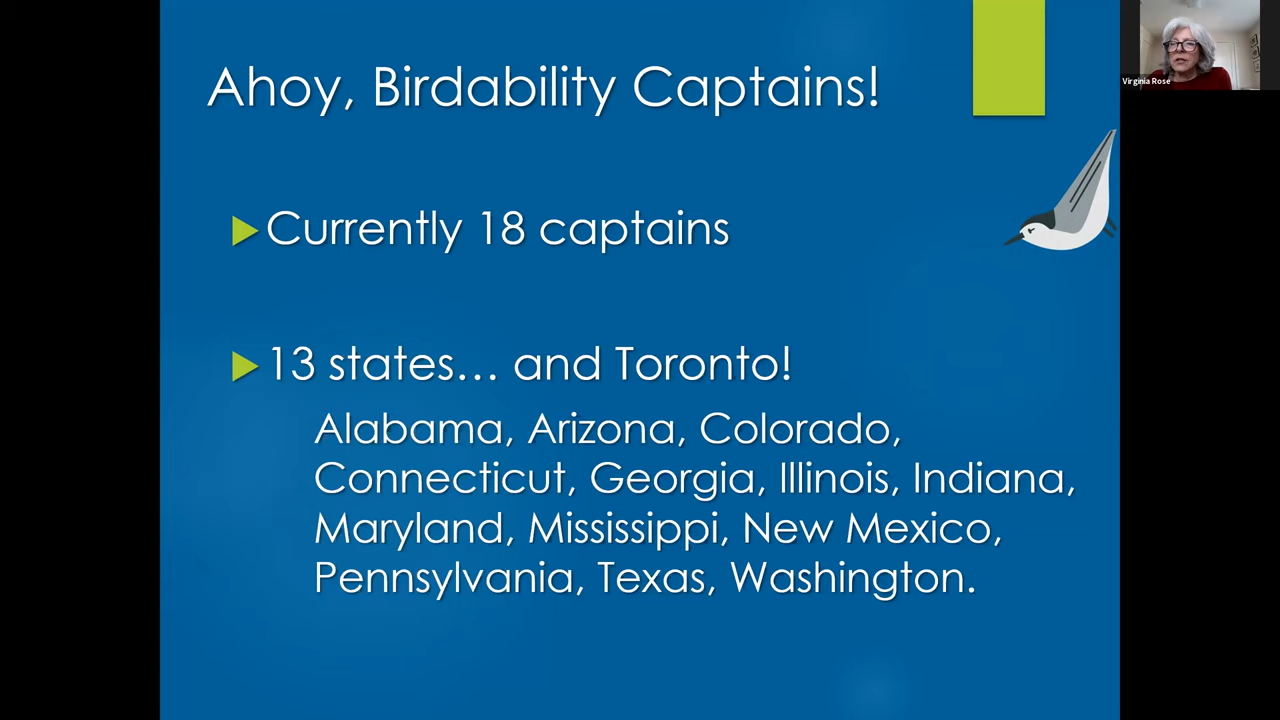 Ahoy, Birdability Captains!
Virginia Rose
Currently 18 captains
13 states… and Toronto!
Alabama, Arizona, Colorado,
Connecticut, Georgia, Illinois, Indiana,
Maryland, Mississippi, New Mexico,
Pennsylvania, Texas, Washington.